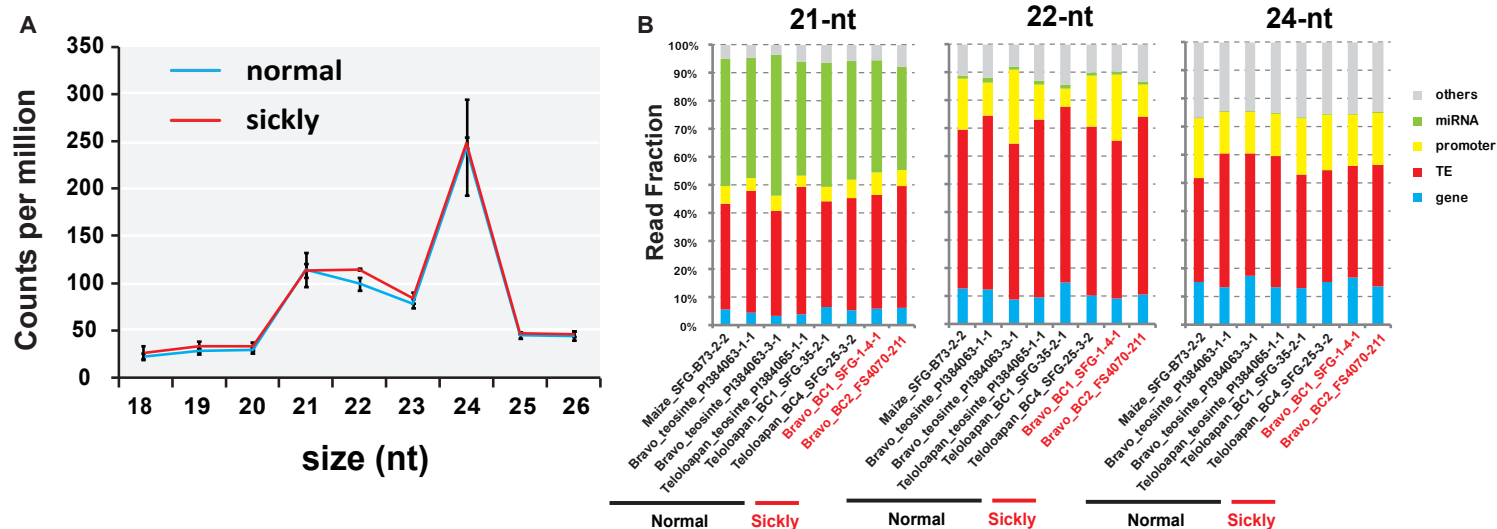 A
350
300
250
200
150
100
50
0
Counts per million
normal
sickly
18 19 20 21 22 23 24 25 26
size (nt)
B
21-nt
22-nt
24-nt
Read Fraction
100%
90%
80%
70%
60%
50%
40%
30%
20%
10%
0%
Maize_SFG-B73-2-2
Bravo_teosinte_PI384063-1-1
Bravo_teosinte_PI384063-3-1
Teloloapan_teosinte_PI384065-1-1
Teloloapan_BC1_SFG-35-2-1
Teloloapan_BC4_SFG-25-3-2
Bravo_BC1_SFG-1-4-1
Bravo_BC2_FS4070-211
Maize_SFG-B73-2-2
Bravo_teosinte_PI384063-1-1
Bravo_teosinte_PI384063-3-1
Teloloapan_teosinte_PI384065-1-1
Teloloapan_BC1_SFG-35-2-1
Teloloapan_BC4_SFG-25-3-2
Bravo_BC1_SFG-1-4-1
Bravo_BC2_FS4070-211
Maize_SFG-B73-2-2
Bravo_teosinte_PI384063-1-1
Bravo_teosinte_PI384063-3-1
Teloloapan_teosinte_PI384065-1-1
Teloloapan_BC1_SFG-35-2-1
Teloloapan_BC4_SFG-25-3-2
Bravo_BC1_SFG-1-4-1
Bravo_BC2_FS4070-211
Normal
Sickly
Normal
Sickly
Normal
Sickly
others
miRNA
promoter
TE
gene